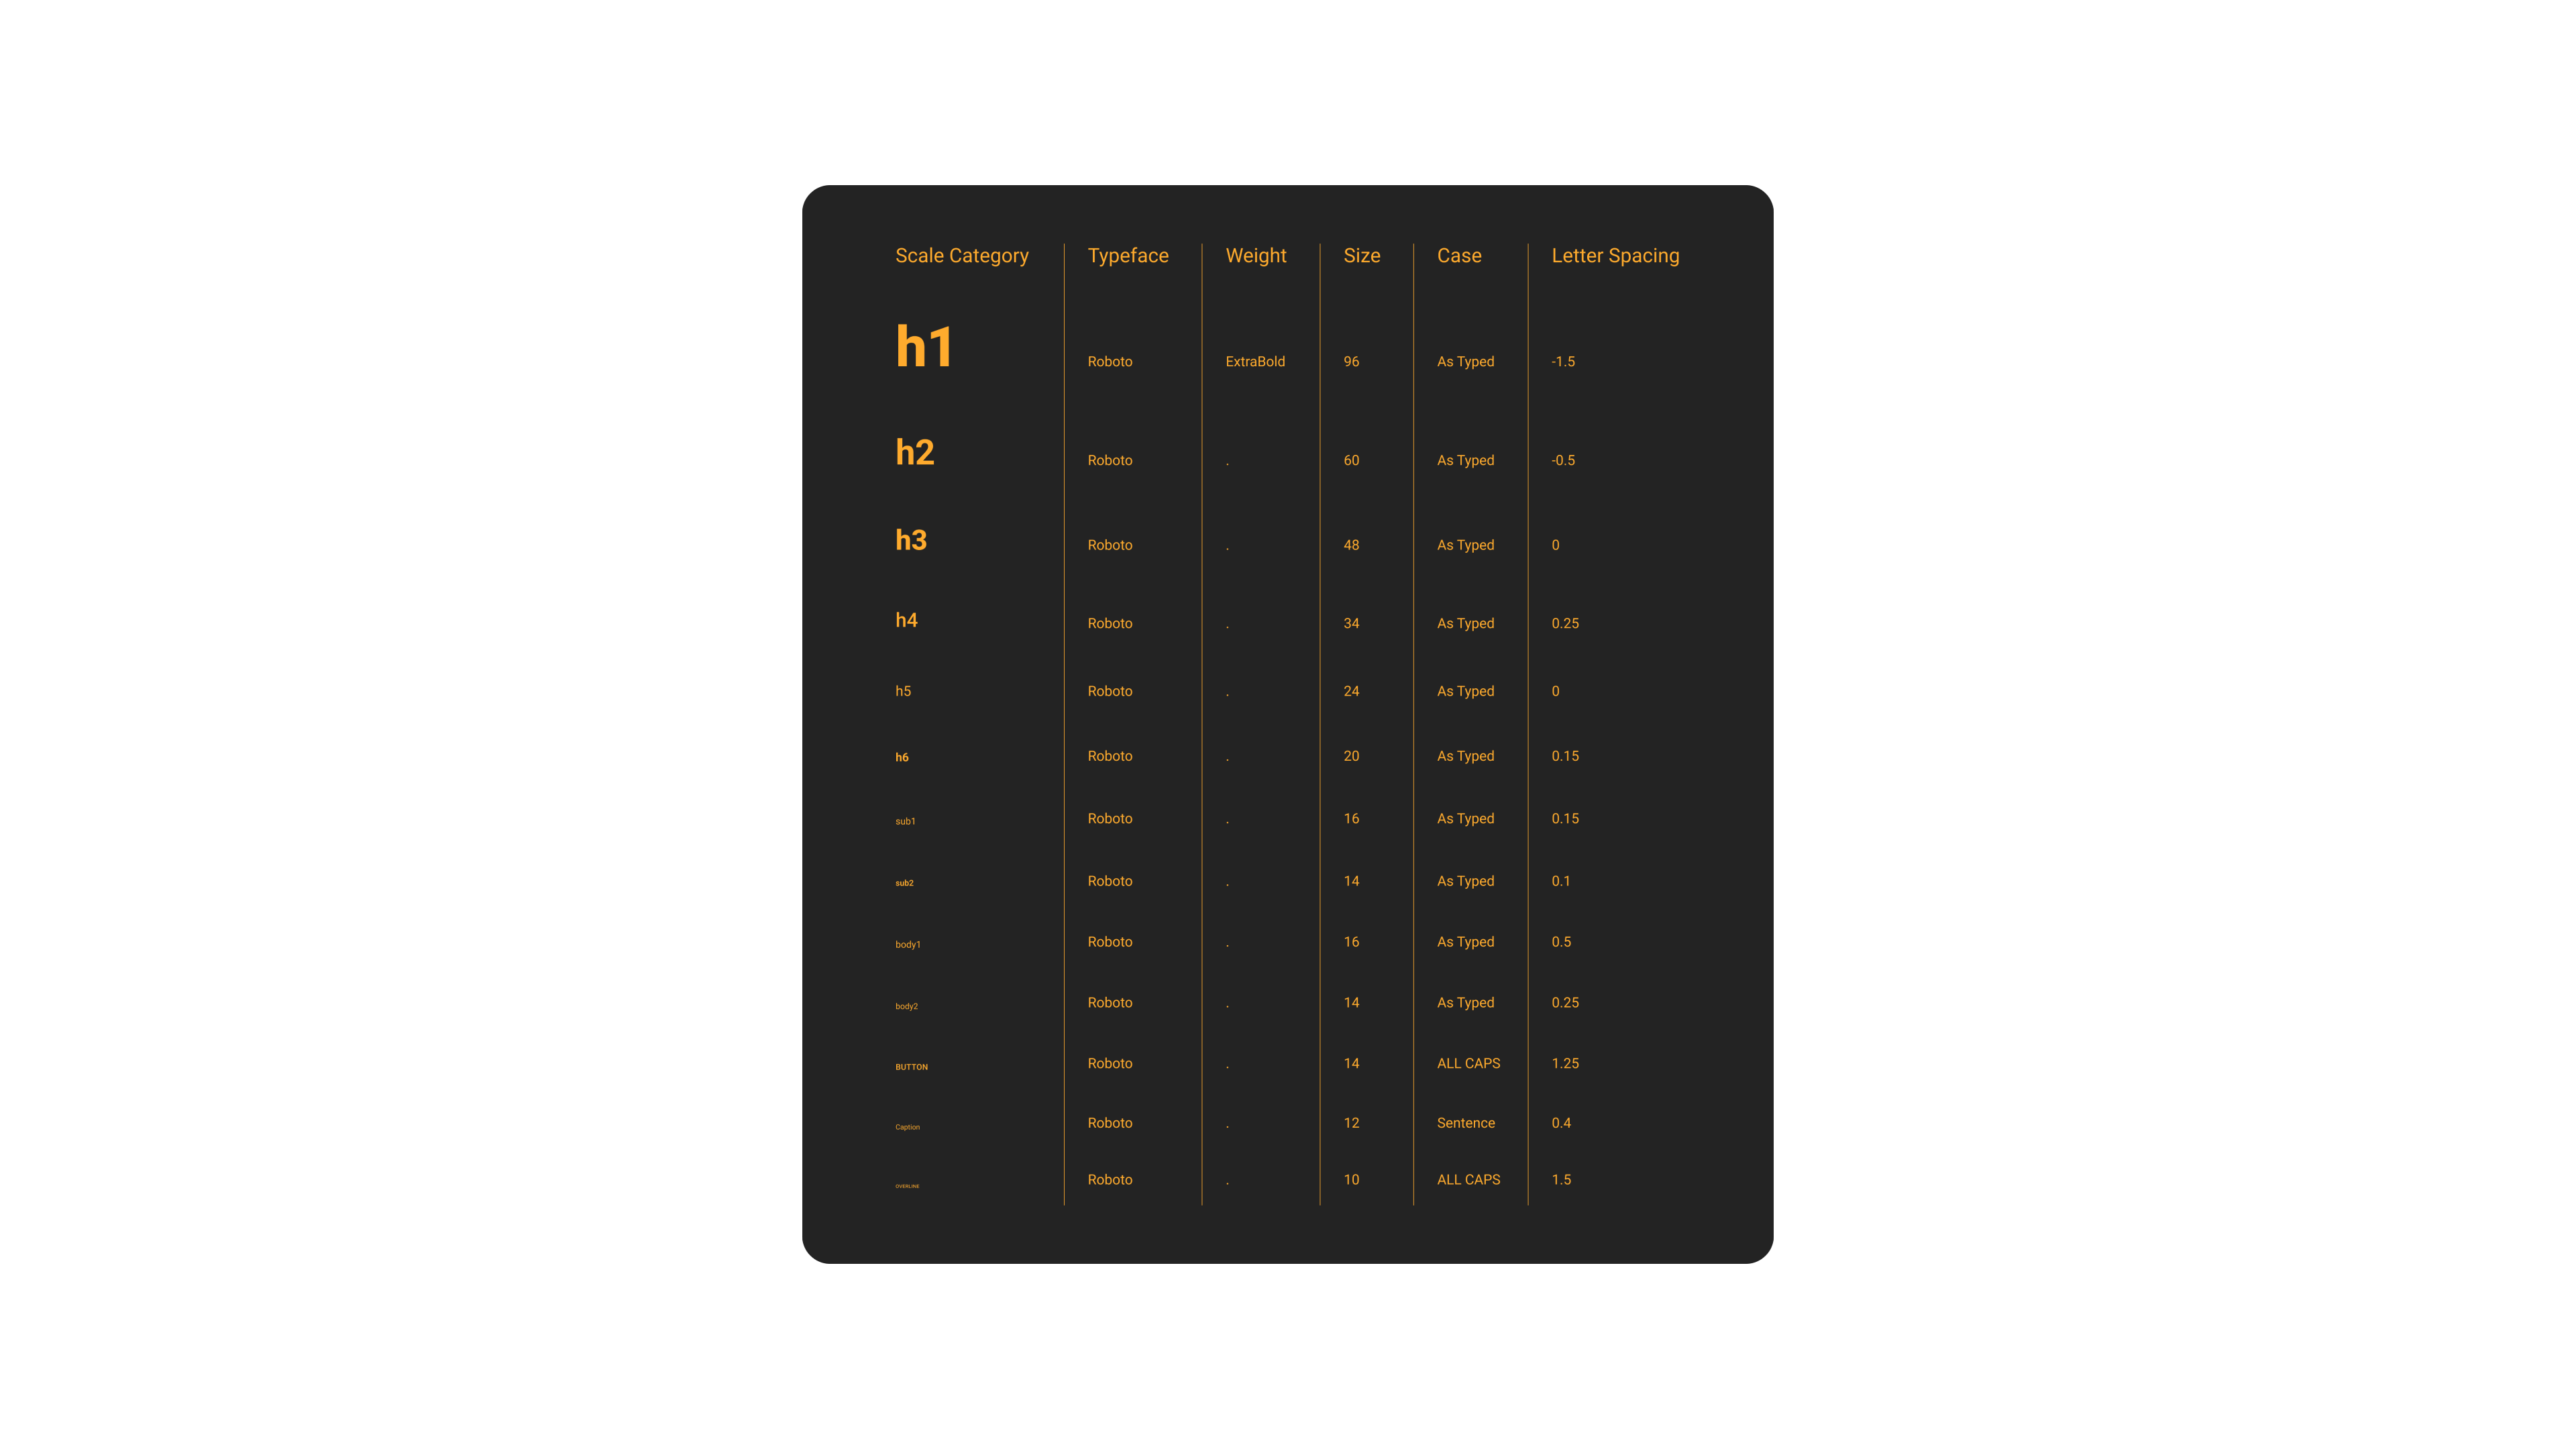 Scale Category Typeface Weight Size Case Letter Spacing
h1 Roboto ExtraBold 96 As Typed -1.5
h2 Roboto . 60 As Typed -0.5
h3 Roboto . 48 As Typed 0
h4 Roboto . 34 As Typed 0.25
h5 Roboto . 24 As Typed 0
h6 Roboto . 20 As Typed 0.15
sub1 Roboto . 16 As Typed 0.15
sub2 Roboto . 14 As Typed 0.1
body1 Roboto . 16 As Typed 0.5
body2 Roboto . 14 As Typed 0.25
BUTTON Roboto . 14 ALL CAPS 1.25
Caption Roboto . 12 Sentence 0.4
OVERLINE Roboto . 10 ALL CAPS 1.5